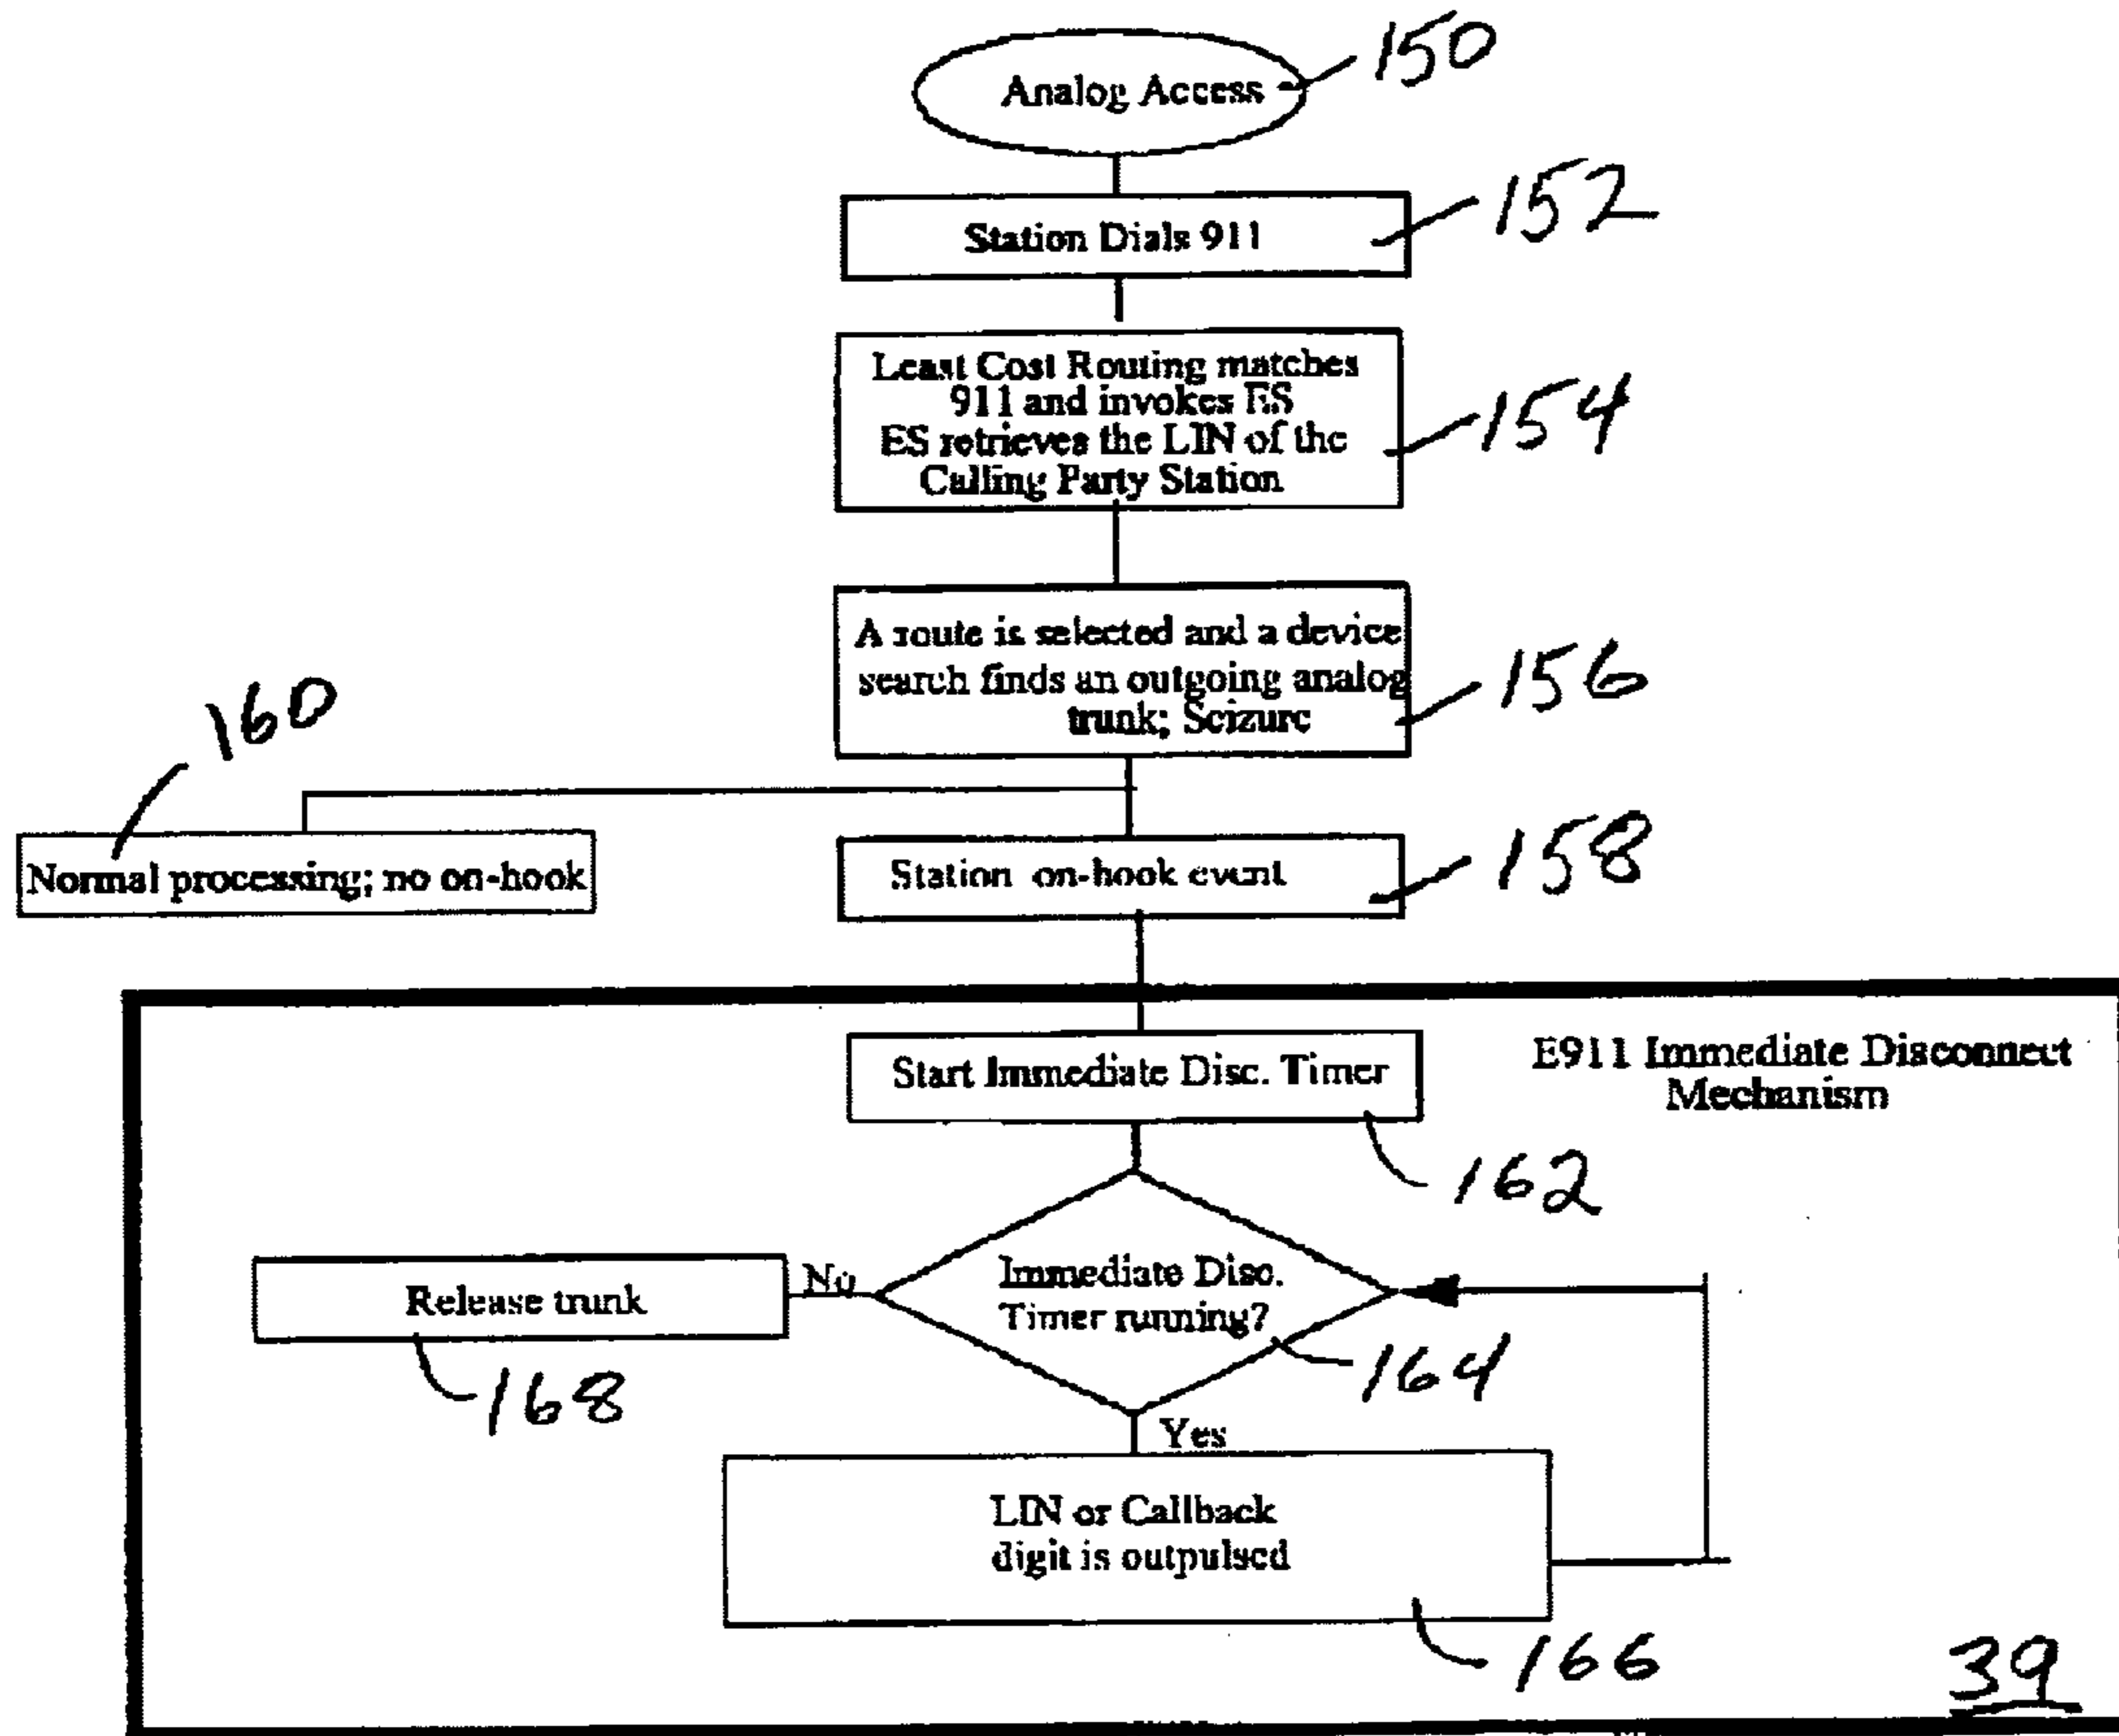 Analog Access
150
Station Dials 911
152
Least Cost Routing matches
911 and invokes ES
ES retrieves the LIN of the
Calling Party Station
154
A route is selected and a device
search finds an outgoing analog
trunk; Seizure
156
160
Normal processing; no on-hook
Station on-hook event
158
Start Immediate Disc. Timer
E911 Immediate Disconnect
Mechanism
162
Release trunk
No
Immediate Disc.
Timer running?
168
164
Yes
LIN or Callback
digit is outpulsed
166
39